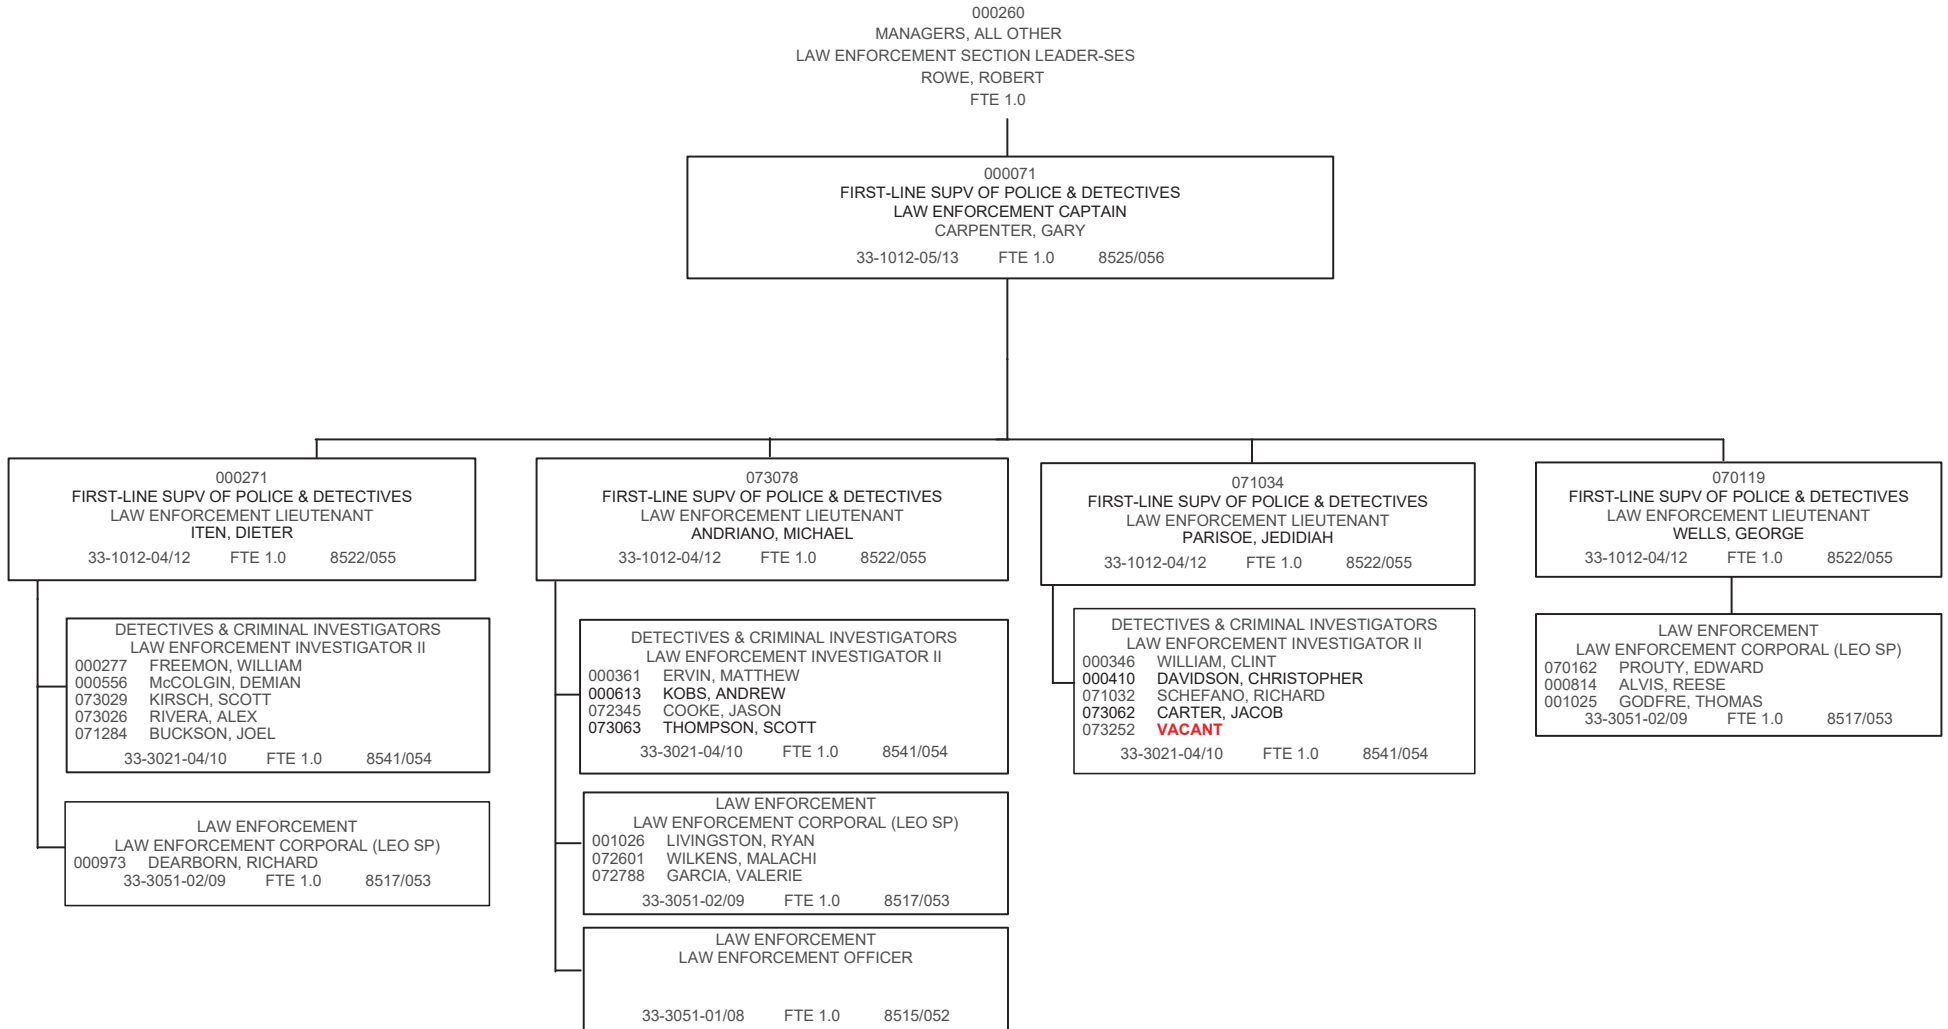 000260
MANAGERS, ALL OTHER
LAW ENFORCEMENT SECTION LEADER-SES
ROWE, ROBERT
FTE 1.0
000071
FIRST-LINE SUPV OF POLICE & DETECTIVES
LAW ENFORCEMENT CAPTAIN
CARPENTER, GARY
33-1012-05/13 FTE 1.0 8525/056
000271
FIRST-LINE SUPV OF POLICE & DETECTIVES
LAW ENFORCEMENT LIEUTENANT
ITEN, DIETER
33-1012-04/12 FTE 1.0 8522/055
DETECTIVES & CRIMINAL INVESTIGATORS
LAW ENFORCEMENT INVESTIGATOR II
000277 FREEMON, WILLIAM
000556 McCOLGIN, DEMIAN
073029 KIRSCH, SCOTT
073026 RIVERA, ALEX
071284 BUCKSON, JOEL
33-3021-04/10 FTE 1.0 8541/054
LAW ENFORCEMENT
LAW ENFORCEMENT CORPORAL (LEO SP)
000973 DEARBORN, RICHARD
33-3051-02/09 FTE 1.0 8517/053
073078
FIRST-LINE SUPV OF POLICE & DETECTIVES
LAW ENFORCEMENT LIEUTENANT
ANDRIANO, MICHAEL
33-1012-04/12 FTE 1.0 8522/055
DETECTIVES & CRIMINAL INVESTIGATORS
LAW ENFORCEMENT INVESTIGATOR II
000361 ERVIN, MATTHEW
000613 KOBS, ANDREW
072345 COOKE, JASON
073063 THOMPSON, SCOTT
33-3021-04/10 FTE 1.0 8541/054
LAW ENFORCEMENT
LAW ENFORCEMENT CORPORAL (LEO SP)
001026 LIVINGSTON, RYAN
072601 WILKENS, MALACHI
072788 GARCIA, VALERIE
33-3051-02/09 FTE 1.0 8517/053
LAW ENFORCEMENT
LAW ENFORCEMENT OFFICER
33-3051-01/08 FTE 1.0 8515/052
071034
FIRST-LINE SUPV OF POLICE & DETECTIVES
LAW ENFORCEMENT LIEUTENANT
PARISOE, JEDIDIAH
33-1012-04/12 FTE 1.0 8522/055
DETECTIVES & CRIMINAL INVESTIGATORS
LAW ENFORCEMENT INVESTIGATOR II
000346 WILLIAM, CLINT
000410 DAVIDSON, CHRISTOPHER
071032 SCHEFANO, RICHARD
073062 CARTER, JACOB
073252 VACANT
33-3021-04/10 FTE 1.0 8541/054
070119
FIRST-LINE SUPV OF POLICE & DETECTIVES
LAW ENFORCEMENT LIEUTENANT
WELLS, GEORGE
33-1012-04/12 FTE 1.0 8522/055
LAW ENFORCEMENT
LAW ENFORCEMENT CORPORAL (LEO SP)
070162 PROUTY, EDWARD
000814 ALVIS, REESE
001025 GODFRE, THOMAS
33-3051-02/09 FTE 1.0 8517/053